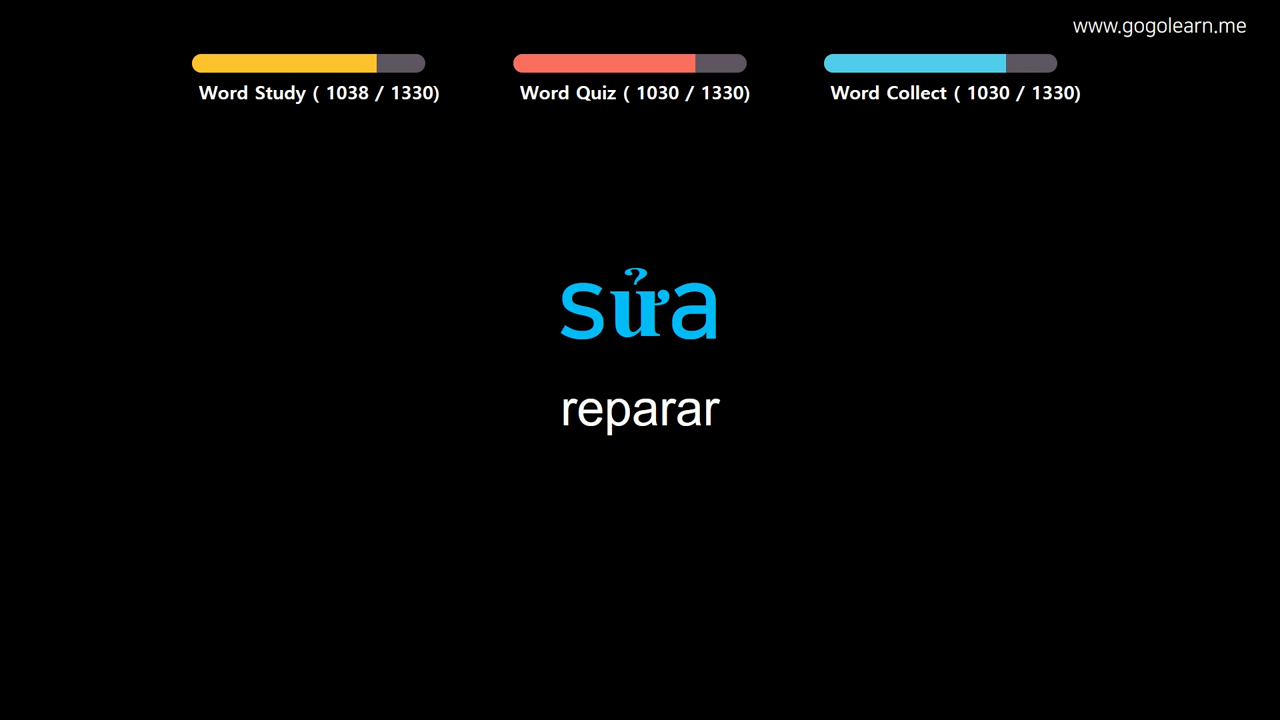 www.gogolearn.me
Word Study ( 1038 / 1330)
Word Quiz ( 1030 / 1330)
Word Collect ( 1030 / 1330)
sửa
reparar